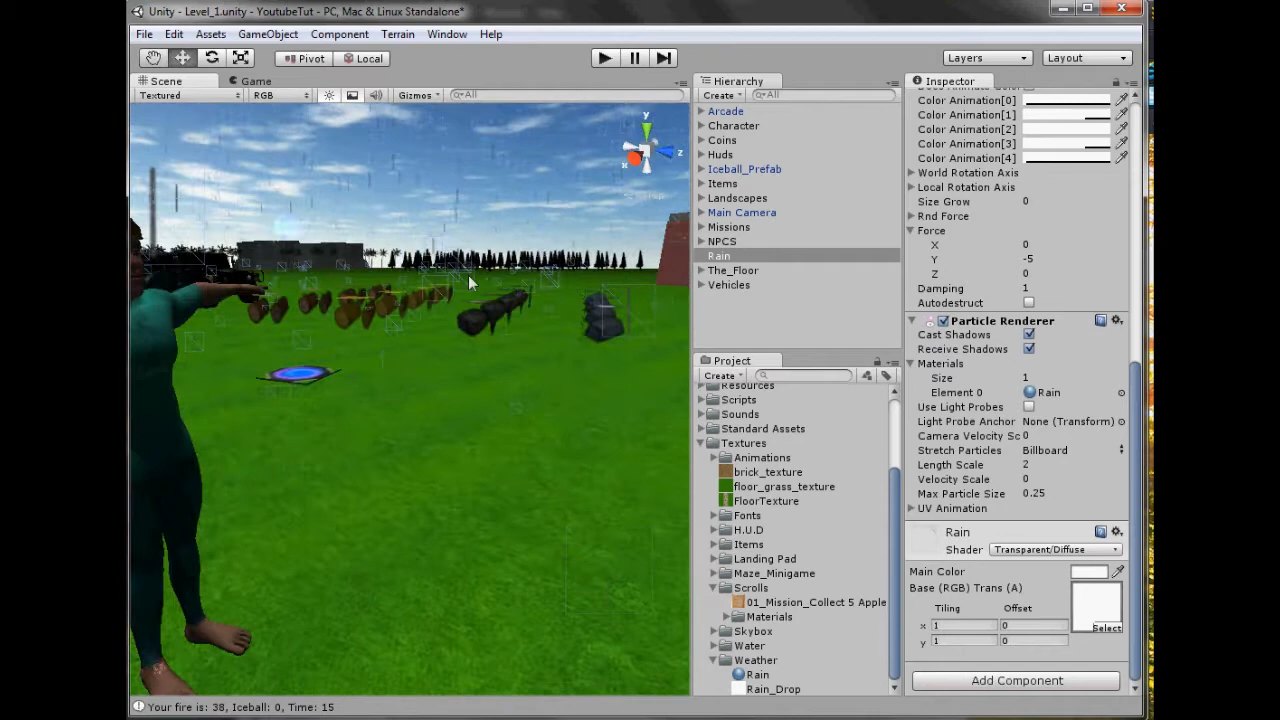 Unity - Level_1.unity - YoutubeTut - PC, Mac & Linux Standalone*
File Edit Assets GameObject Component Terrain Window Help
Pivot Local Layers Layout
Scene Game
Textured RGB Gizmos All
y
x
z
Hierarchy
Create All
Arcade
Character
Coins
Huds
Iceball_Prefab
Items
Landscapes
Main Camera
Missions
NPCS
Rain
The_Floor
Vehicles
Project
Create
Resources
Scripts
Sounds
Standard Assets
Textures
Animations
brick_texture
floor_grass_texture
FloorTexture
Fonts
H.U.D
Items
Landing Pad
Maze_Minigame
Scrolls
01_Mission_Collect 5 Apple
Materials
Skybox
Water
Weather
Rain
Rain_Drop
Inspector
Color Animation[0]
Color Animation[1]
Color Animation[2]
Color Animation[3]
Color Animation[4]
World Rotation Axis
Local Rotation Axis
Size Grow 0
Rnd Force
Force
X 0
Y -5
Z 0
Damping 1
Autodestruct
Particle Renderer
Cast Shadows
Receive Shadows
Materials
Size 1
Element 0 Rain
Use Light Probes
Light Probe Anchor None (Transform)
Camera Velocity Sc 0
Stretch Particles Billboard
Length Scale 2
Velocity Scale 0
Max Particle Size 0.25
UV Animation
Rain
Shader Transparent/Diffuse
Main Color
Base (RGB) Trans (A)
Tiling Offset
x 1 0
y 1 0
Select
Add Component
Your fire is: 38, Iceball: 9, Time: 15